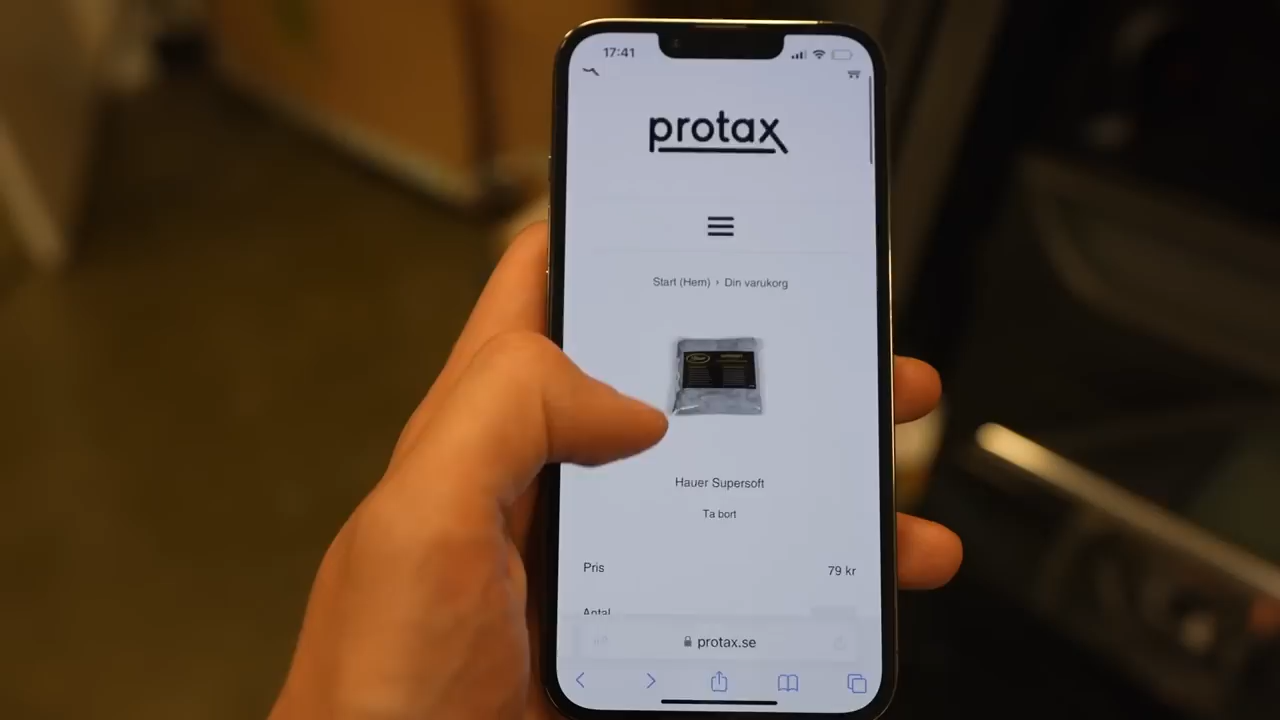 17:41
protax
Start (Hem) › Din varukorg
Hauer Supersoft
Ta bort
Pris
79 kr
Antal
protax.se